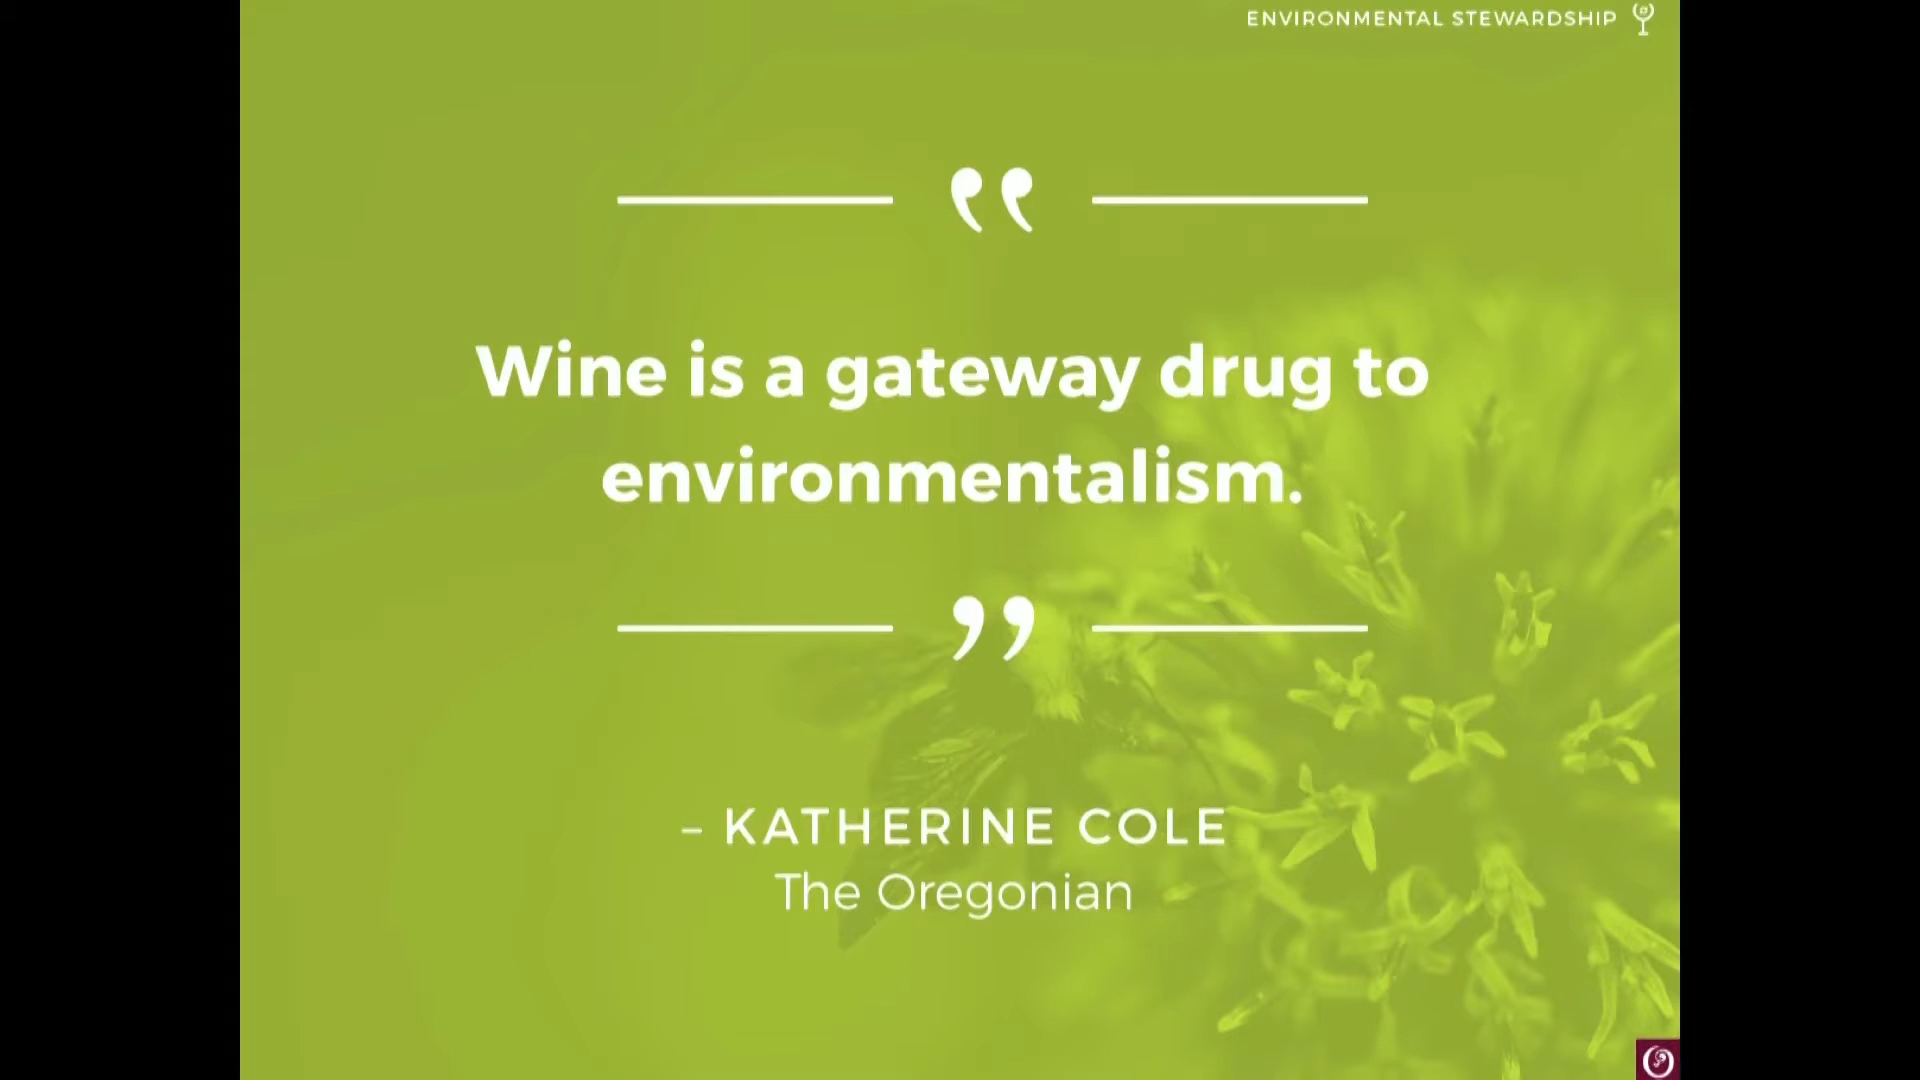 ENVIRONMENTAL STEWARDSHIP
“
Wine is a gateway drug to
environmentalism.
”
– KATHERINE COLE
The Oregonian